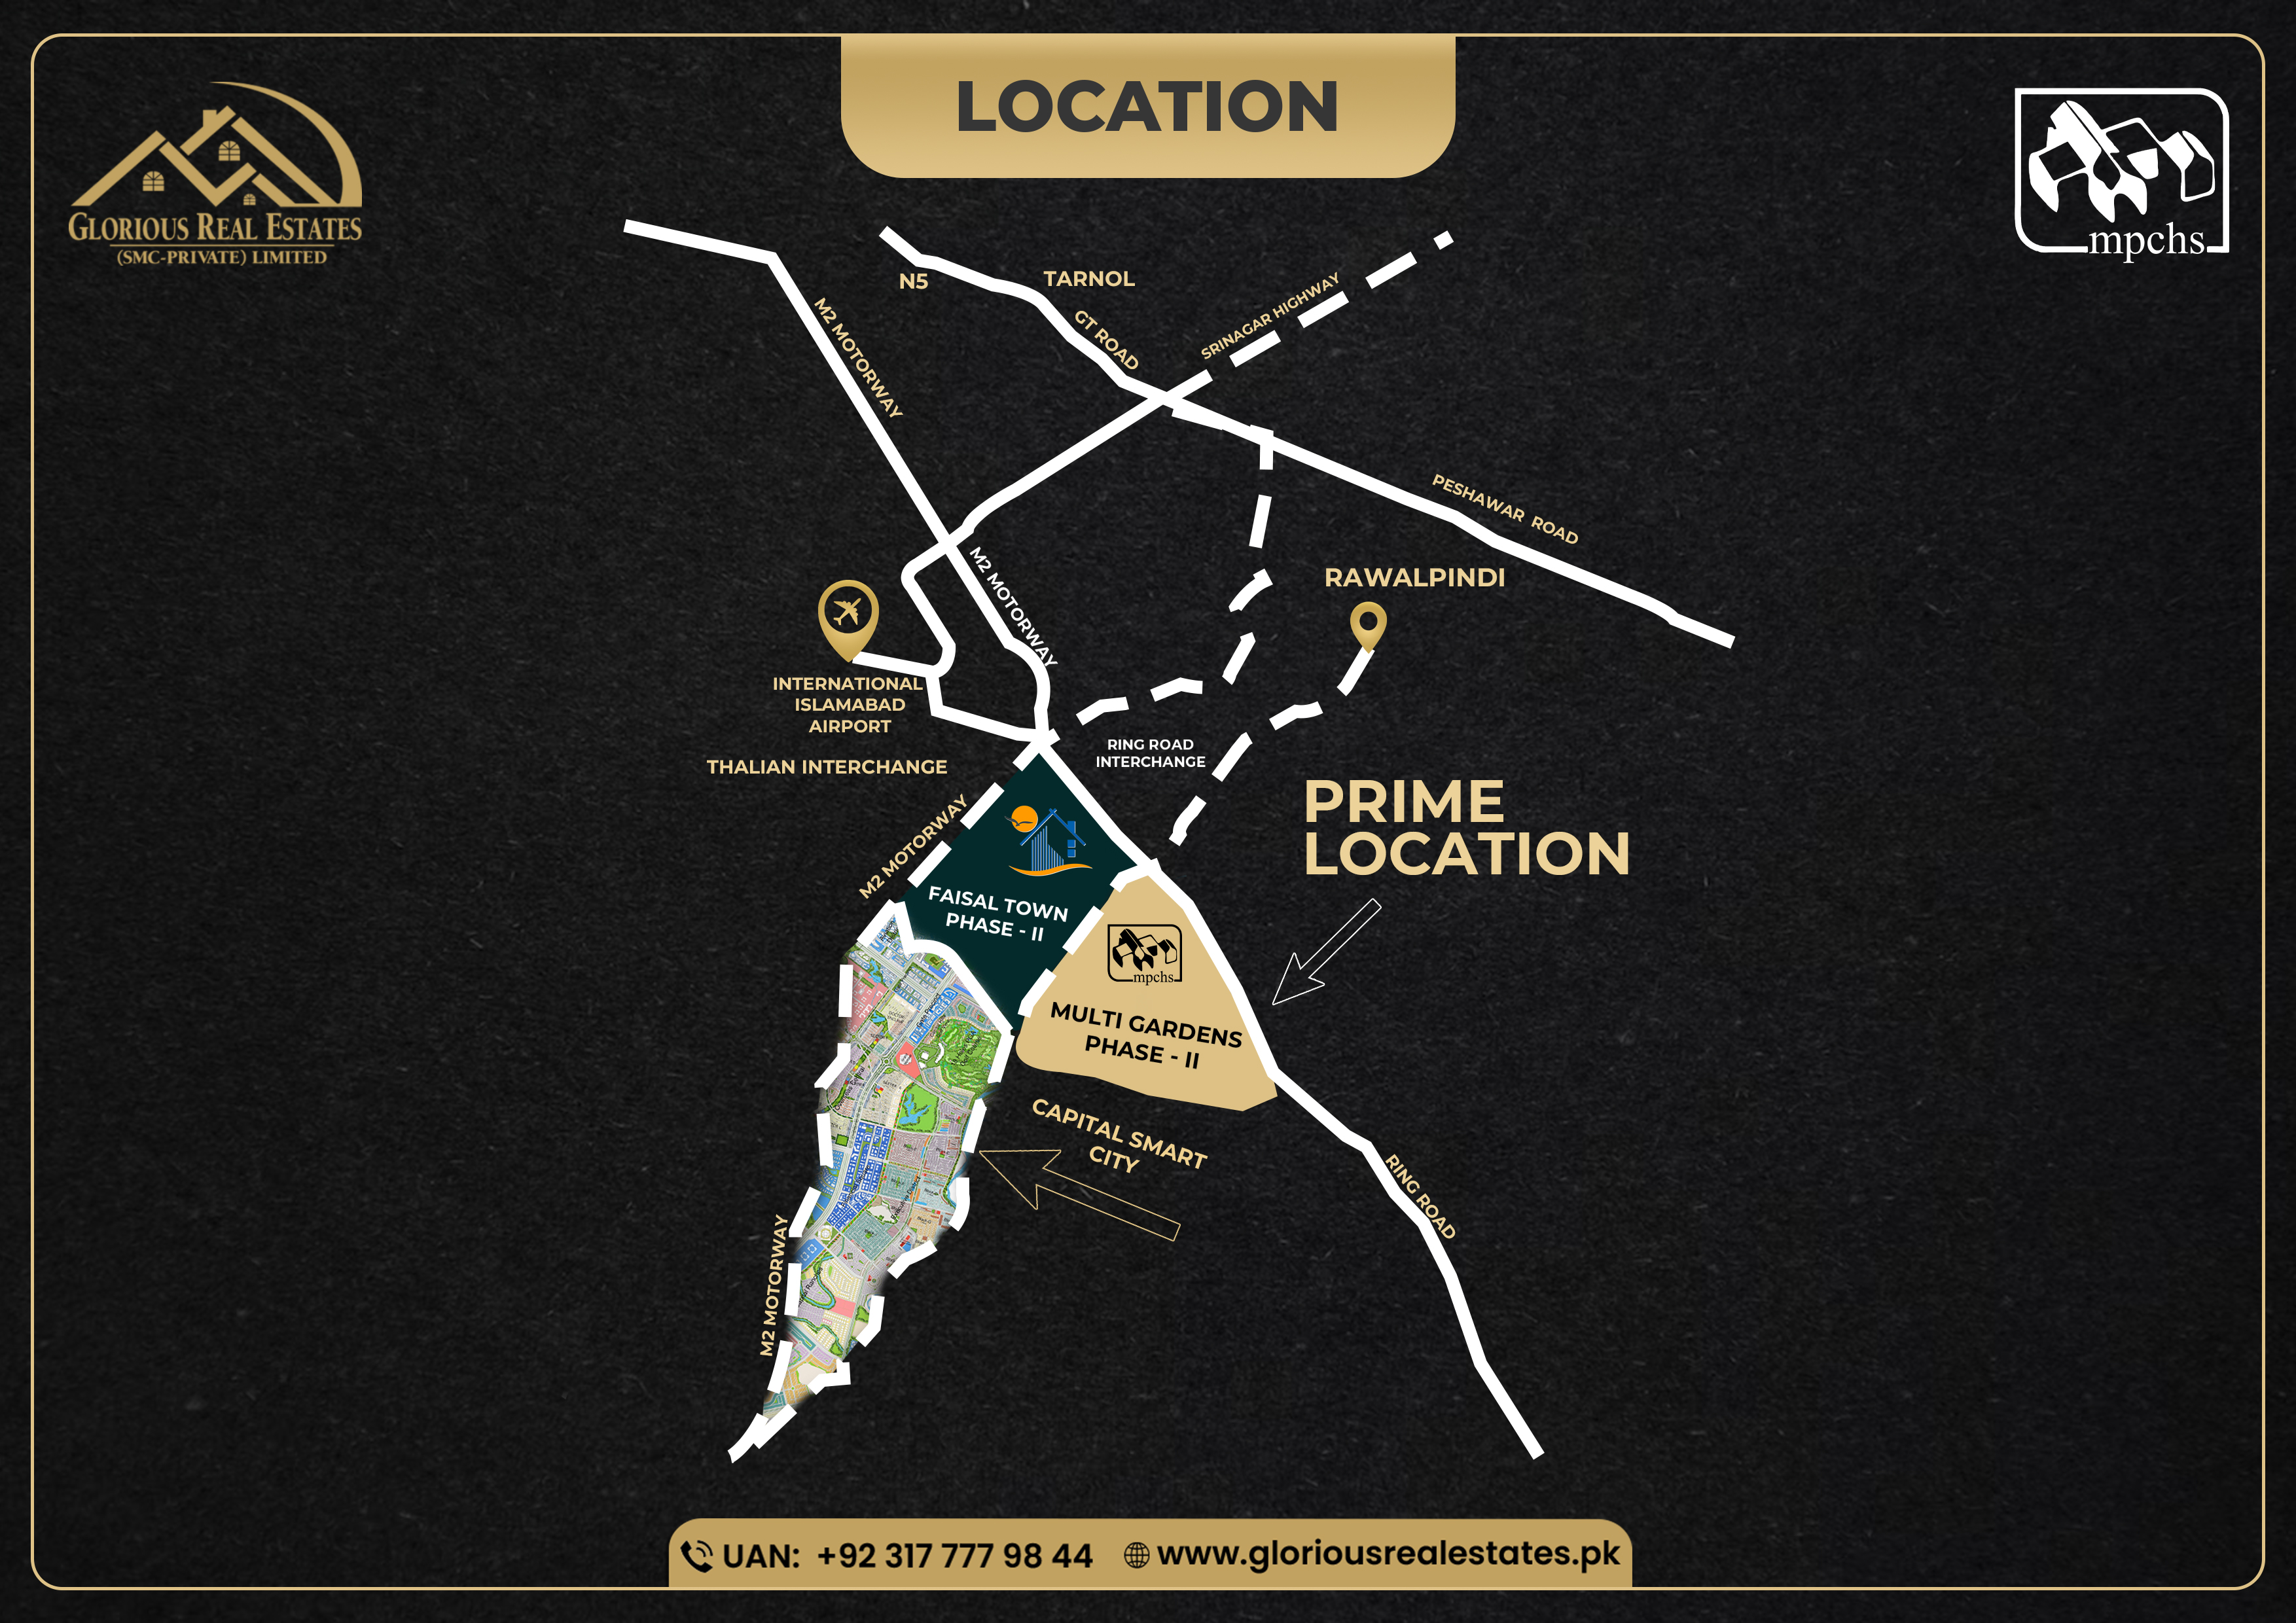 LOCATION
GLORIOUS REAL ESTATES
(SMC-PRIVATE) LIMITED
mpchs
N5
TARNOL
GT ROAD
SRINAGAR HIGHWAY
M2 MOTORWAY
PESHAWAR ROAD
M2 MOTORWAY
RAWALPINDI
INTERNATIONAL
ISLAMABAD
AIRPORT
THALIAN INTERCHANGE
RING ROAD
INTERCHANGE
PRIME
LOCATION
M2 MOTORWAY
FAISAL TOWN
PHASE - II
mpchs
MULTI GARDENS
PHASE - II
CAPITAL SMART
CITY
RING ROAD
M2 MOTORWAY
UAN: +92 317 777 98 44
www.gloriousrealestates.pk